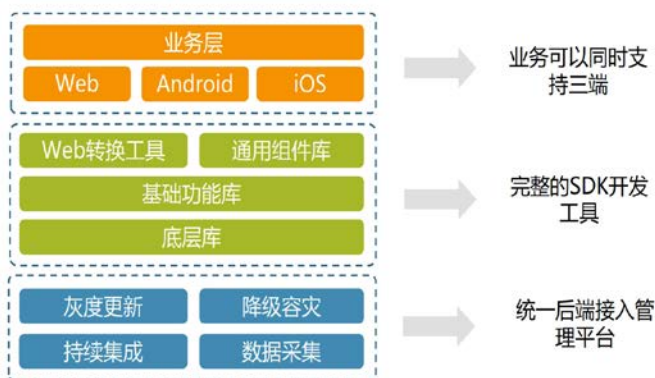 业务层
Web Android iOS
业务可以同时支
持三端
Web转换工具 通用组件库
基础功能库
底层库
完整的SDK开发
工具
灰度更新 降级容灾
持续集成 数据采集
统一后端接入管
理平台